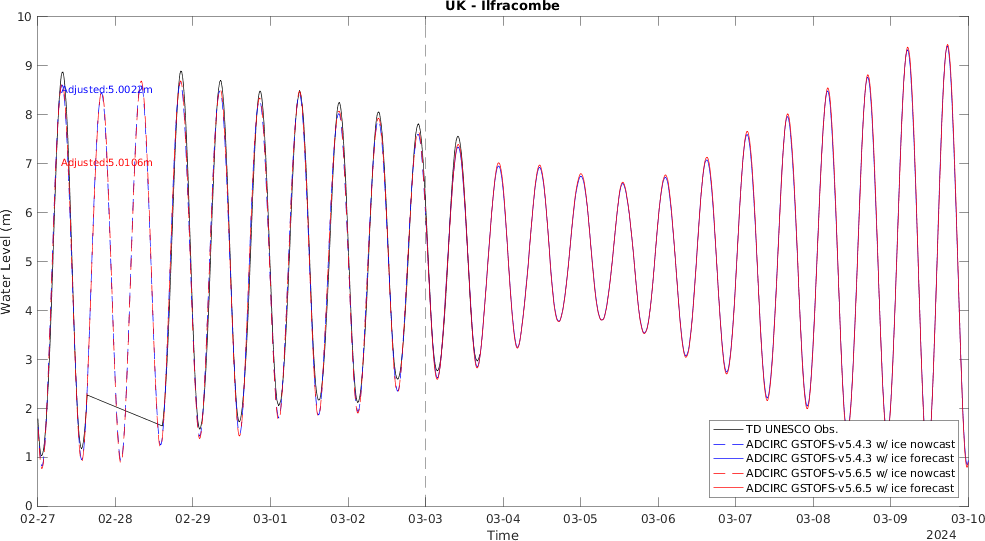 UK - Ilfracombe
10
9
8
7
6
5
4
3
2
1
0
Water Level (m)
Adjusted:5.0022m
Adjusted:5.0106m
TD UNESCO Obs.
ADCIRC GSTOFS-v5.4.3 w/ ice nowcast
ADCIRC GSTOFS-v5.4.3 w/ ice forecast
ADCIRC GSTOFS-v5.6.5 w/ ice nowcast
ADCIRC GSTOFS-v5.6.5 w/ ice forecast
02-27 02-28 02-29 03-01 03-02 03-03 03-04 03-05 03-06 03-07 03-08 03-09 03-10
Time
2024